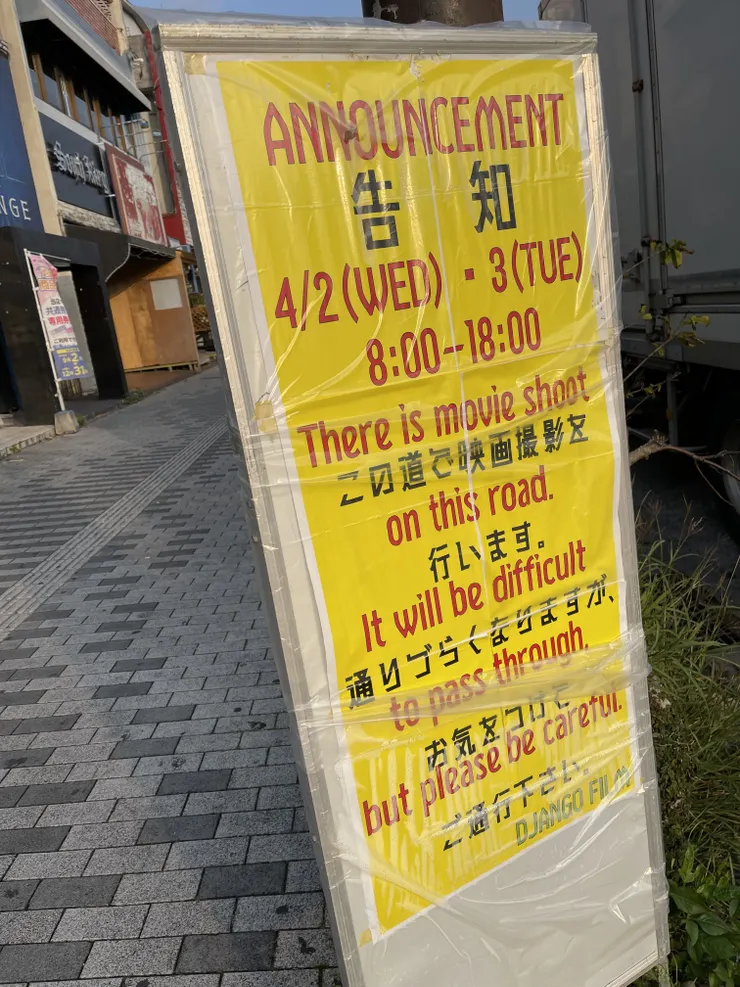 ANNOUNCEMENT
告知
4/2(WED)・3(TUE)
8:00-18:00
There is movie shoot
この道で映画撮影を
on this road.
行います。
It will be difficult
通りづらくなりますが、
to pass through,
お気をつけて
but please be careful.
ご通行下さい。
DJANGO FILM
NGE